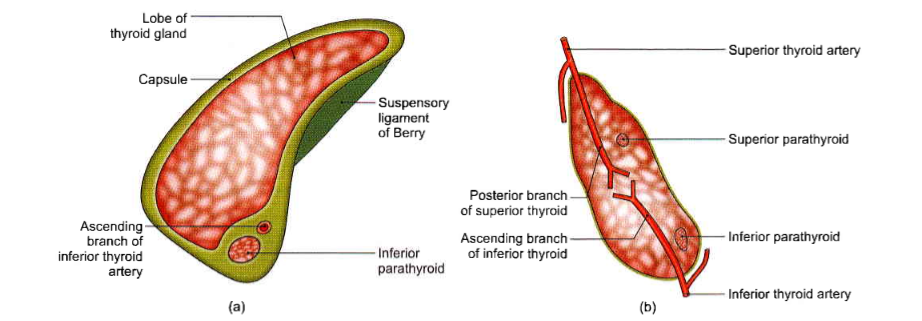 Lobe of
thyroid gland
Capsule
Suspensory
ligament
of Berry
Ascending
branch of
inferior thyroid
artery
Inferior
parathyroid
(a)
Superior thyroid artery
Superior parathyroid
Posterior branch
of superior thyroid
Ascending branch
of inferior thyroid
Inferior parathyroid
Inferior thyroid artery
(b)